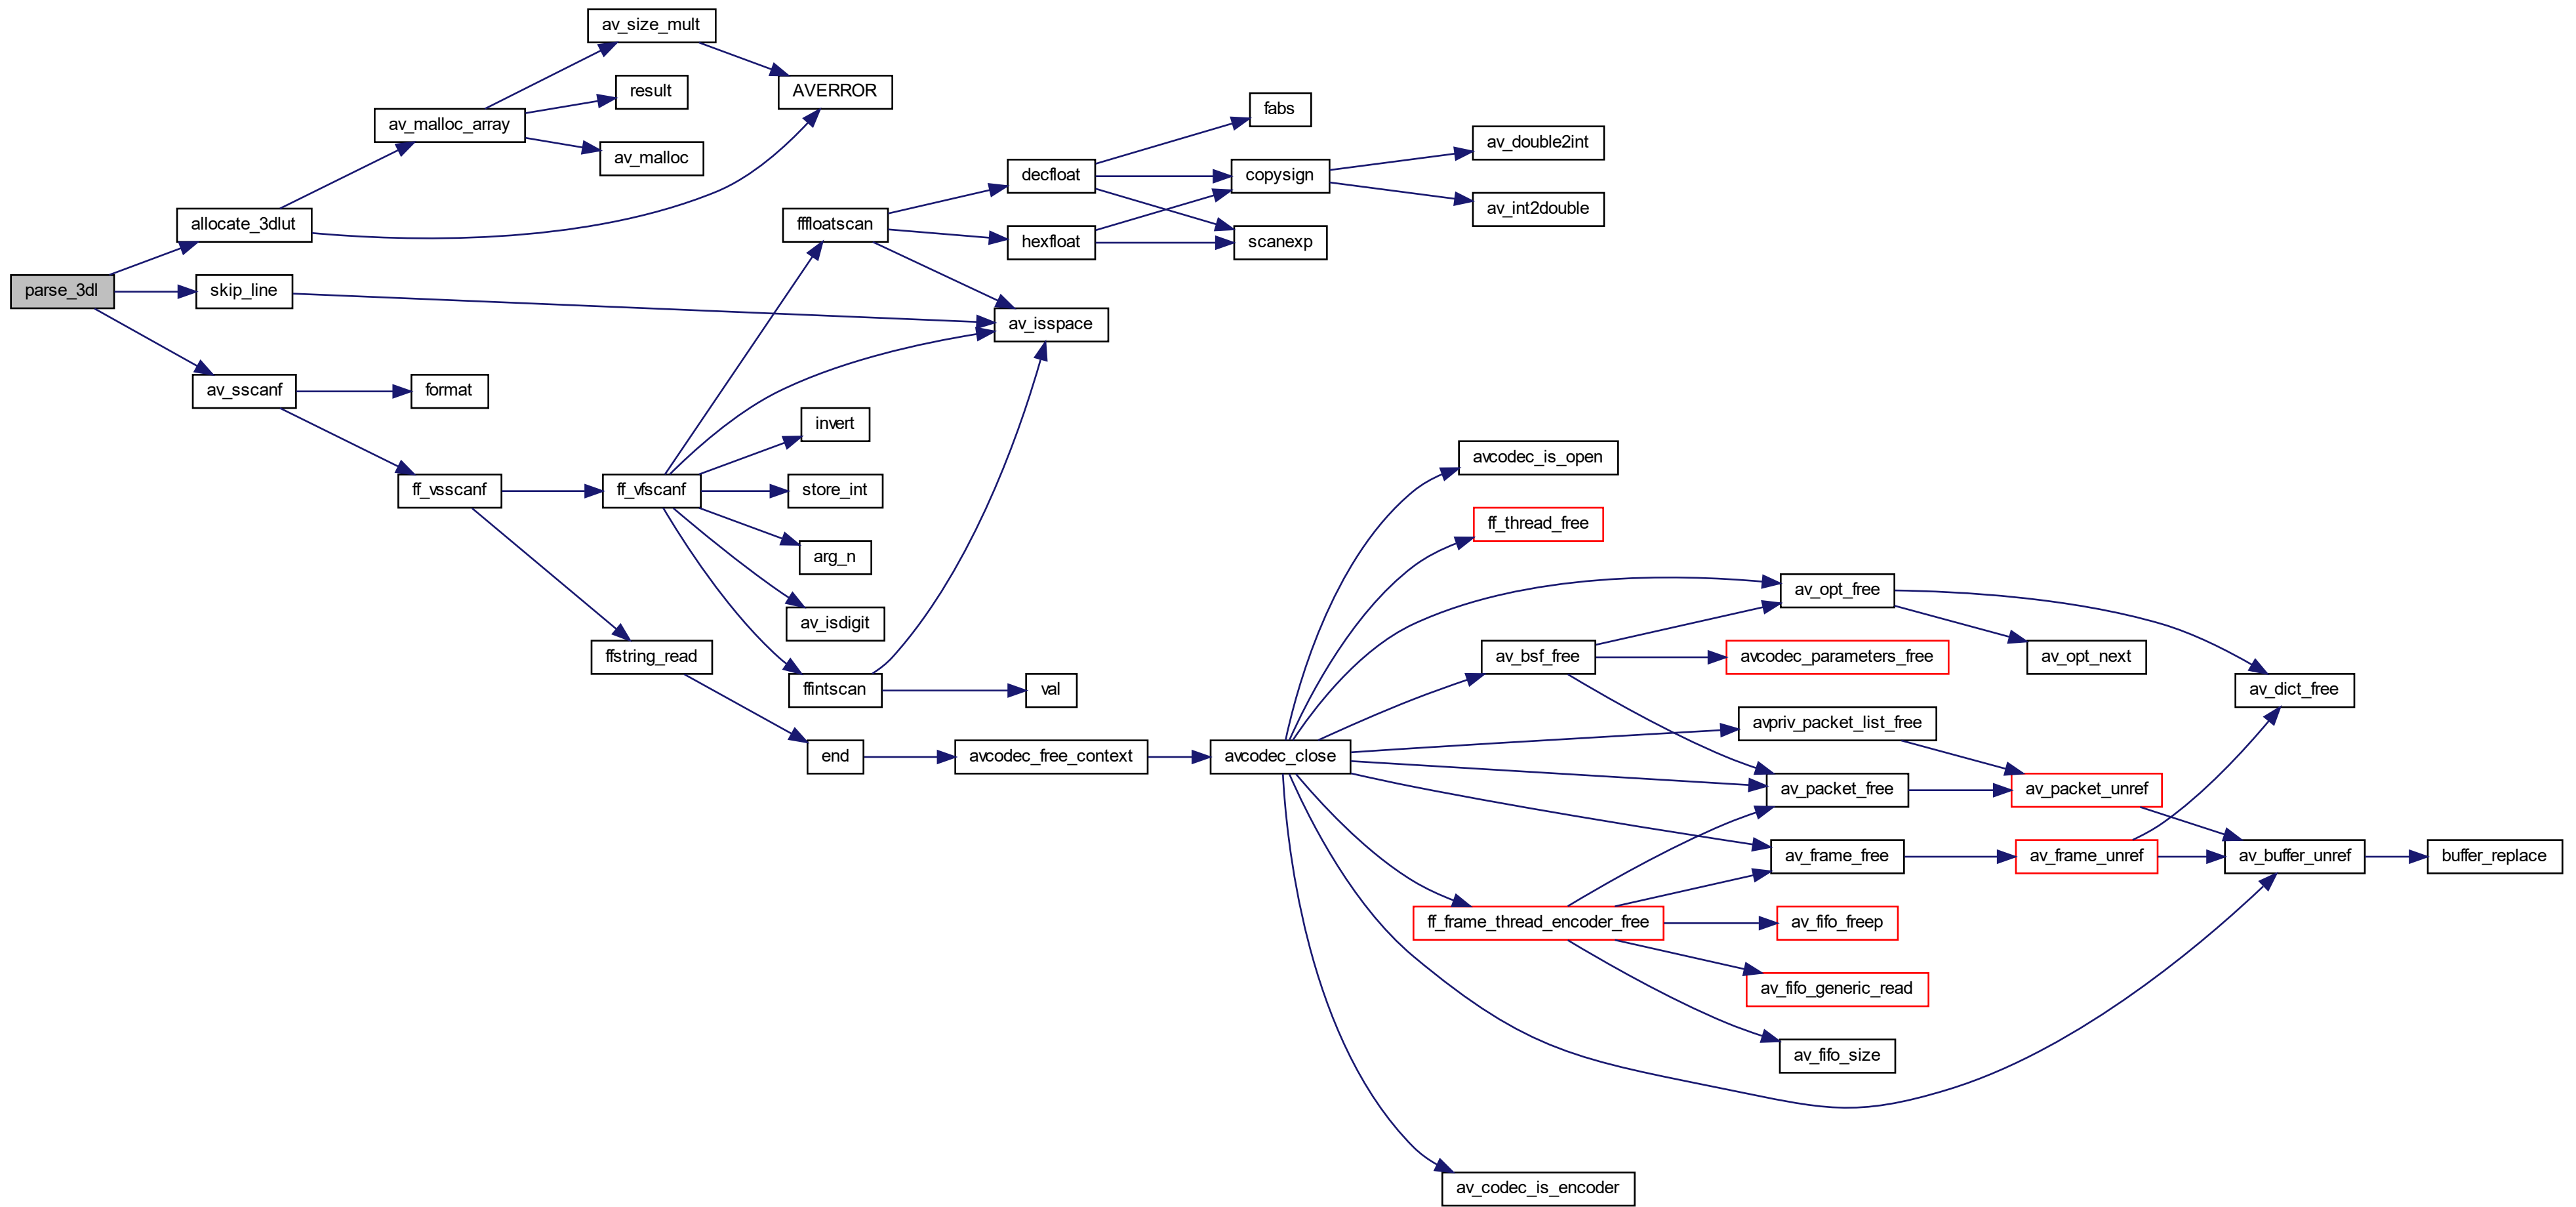 parse_3dl
allocate_3dlut
skip_line
av_sscanf
av_malloc_array
format
ff_vsscanf
av_size_mult
result
av_malloc
ff_vfscanf
ffstring_read
AVERROR
fffloatscan
invert
store_int
arg_n
av_isdigit
ffintscan
end
decfloat
hexfloat
av_isspace
val
avcodec_free_context
fabs
copysign
scanexp
avcodec_close
av_double2int
av_int2double
avcodec_is_open
ff_thread_free
av_bsf_free
ff_frame_thread_encoder_free
av_codec_is_encoder
av_opt_free
avcodec_parameters_free
avpriv_packet_list_free
av_packet_free
av_frame_free
av_fifo_freep
av_fifo_generic_read
av_fifo_size
av_opt_next
av_packet_unref
av_frame_unref
av_dict_free
av_buffer_unref
buffer_replace